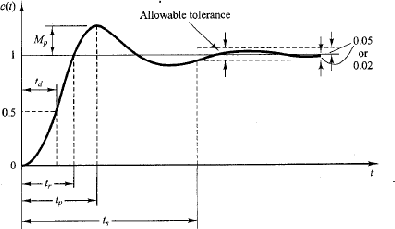 c(t)
Allowable tolerance
M_p
1
0.05
or
0.02
t_d
0.5
0
t
t_r
t_p
t_s